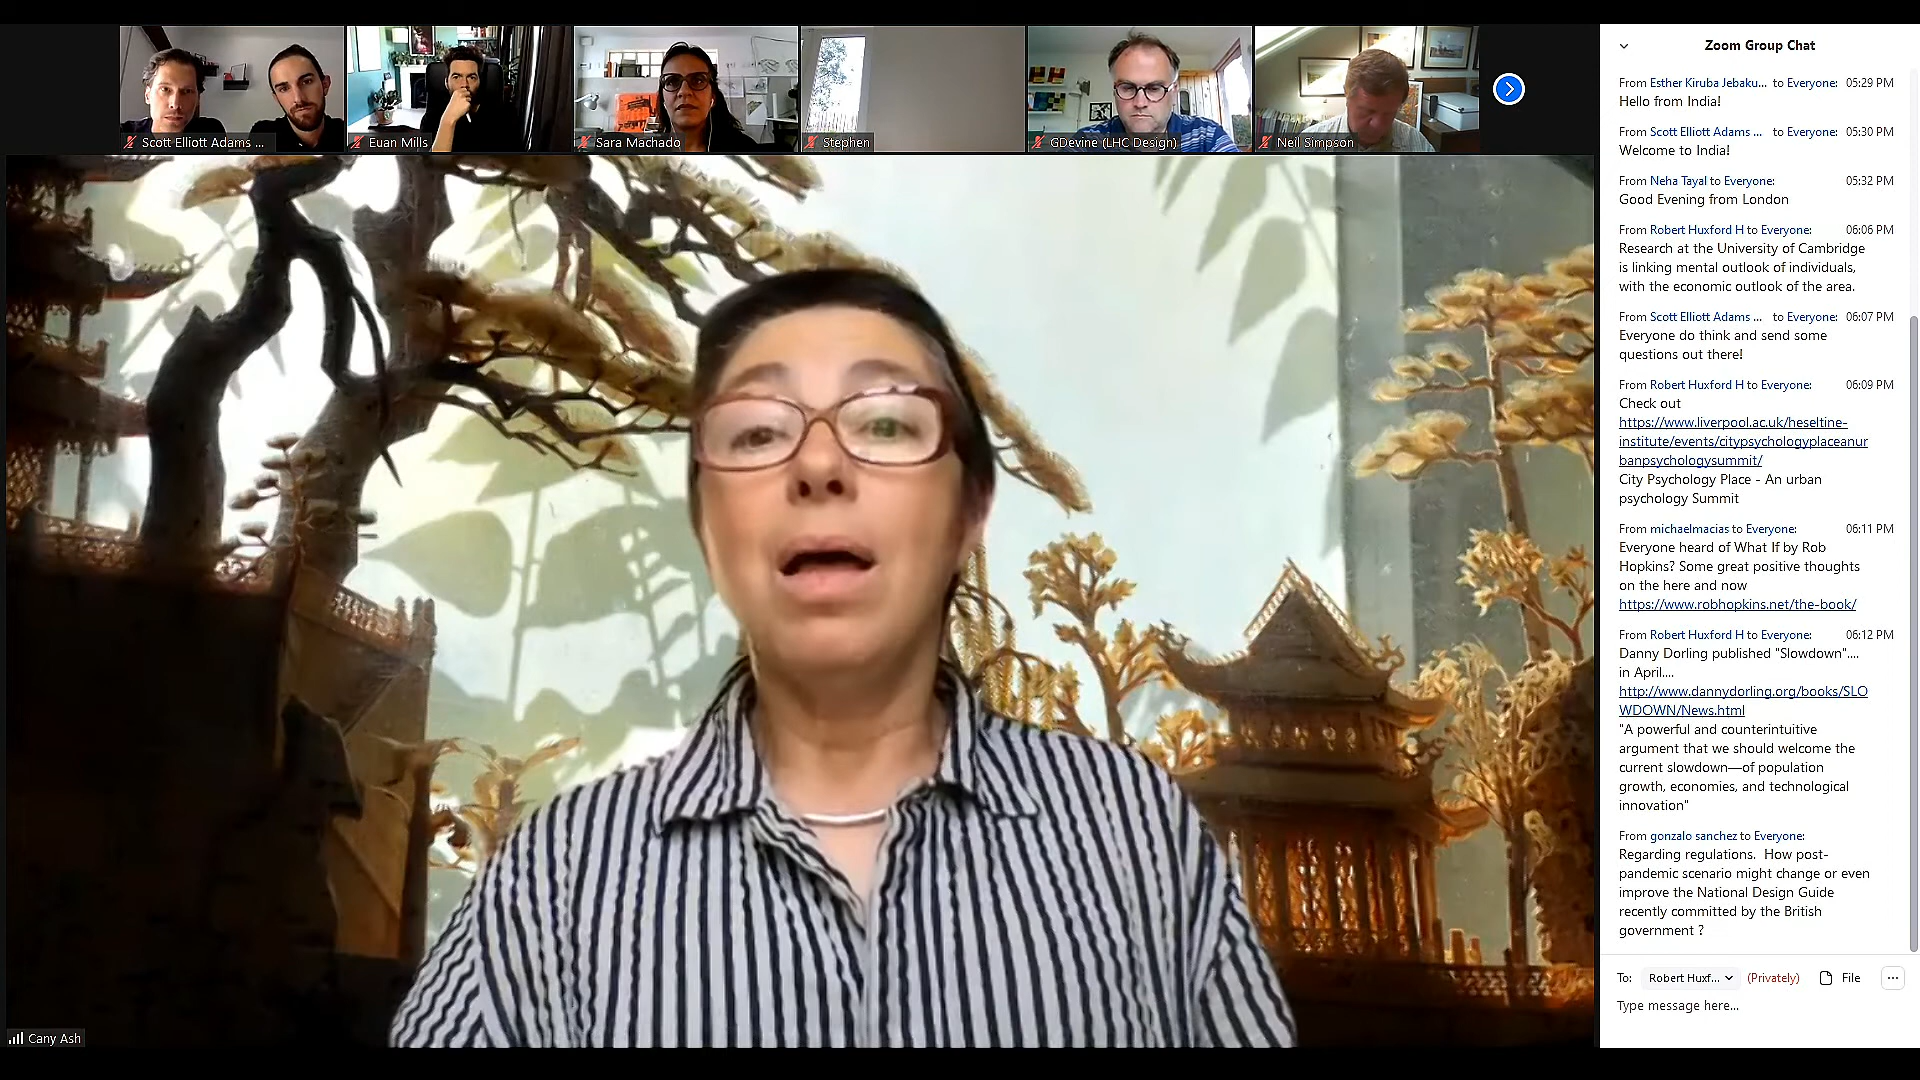 Scott Elliott Adams ...
Euan Mills
Sara Machado
Stephen
GDevine (LHC Design)
Neil Simpson
Cany Ash
Zoom Group Chat
From Esther Kiruba Jebaku... to Everyone: 05:29 PM
Hello from India!
From Scott Elliott Adams ... to Everyone: 05:30 PM
Welcome to India!
From Neha Tayal to Everyone: 05:32 PM
Good Evening from London
From Robert Huxford H to Everyone: 06:06 PM
Research at the University of Cambridge
is linking mental outlook of individuals,
with the economic outlook of the area.
From Scott Elliott Adams ... to Everyone: 06:07 PM
Everyone do think and send some
questions out there!
From Robert Huxford H to Everyone: 06:09 PM
Check out
https://www.liverpool.ac.uk/heseltine-
institute/events/citypsychologyplaceanur
banpsychologysummit/
City Psychology Place - An urban
psychology Summit
From michaelmacias to Everyone: 06:11 PM
Everyone heard of What If by Rob
Hopkins? Some great positive thoughts
on the here and now
https://www.robhopkins.net/the-book/
From Robert Huxford H to Everyone: 06:12 PM
Danny Dorling published "Slowdown"....
in April....
http://www.dannydorling.org/books/SLO
WDOWN/News.html
"A powerful and counterintuitive
argument that we should welcome the
current slowdown—of population
growth, economies, and technological
innovation"
From gonzalo sanchez to Everyone:
Regarding regulations.  How post-
pandemic scenario might change or even
improve the National Design Guide
recently committed by the British
government ?
To: Robert Huxf... (Privately) File ...
Type message here...